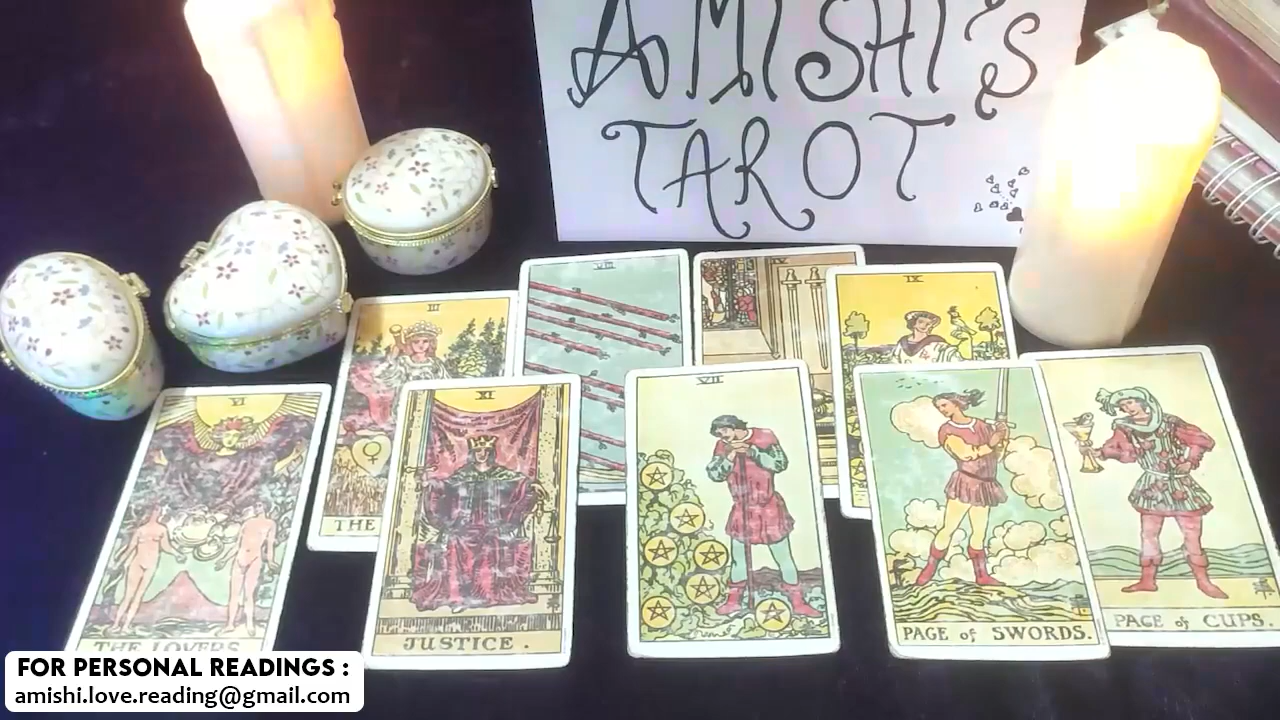 AMISHI'S
TAROT
VIII
IV
IX
III
VI
XI
VII
THE
THE LOVERS
JUSTICE.
PAGE of SWORDS.
PAGE of CUPS.
FOR PERSONAL READINGS :
amishi.love.reading@gmail.com